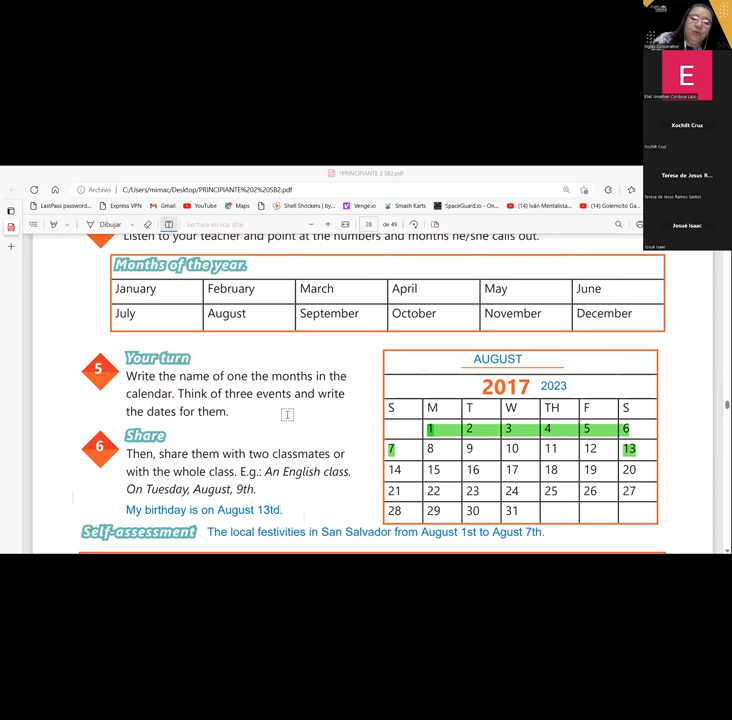 *PRINCIPIANTE 2 SB2.pdf
Archivo C:/Users/mimac/Desktop/PRINCIPIANTE%202%20SB2.pdf
LastPass password... Express VPN Gmail YouTube Maps Shell Shockers | by... Venge.io Smash Karts SpaceGuard.io - On... (14) Iván Mentalista... (14) Golemcito Ga...
Dibujar Lectura en voz alta 28 de 49
Listen to your teacher and point at the numbers and months he/she calls out.
Months of the year.
January February March April May June
July August September October November December
5 Your turn
Write the name of one the months in the
calendar. Think of three events and write
the dates for them.
6 Share
Then, share them with two classmates or
with the whole class. E.g.: An English class.
On Tuesday, August, 9th.
My birthday is on August 13td.
AUGUST
2017 2023
S M T W TH F S
1 2 3 4 5 6
7 8 9 10 11 12 13
14 15 16 17 18 19 20
21 22 23 24 25 26 27
28 29 30 31
Self-assessment The local festivities in San Salvador from August 1st to Agust 7th.
Inglés Corporativo
E
Eliel Jonathan Cordova Lazo
Xochilt Cruz
Xochilt Cruz
Teresa de Jesus R...
Teresa de Jesus Ramos Santos
Josué Isaac
Josué Isaac